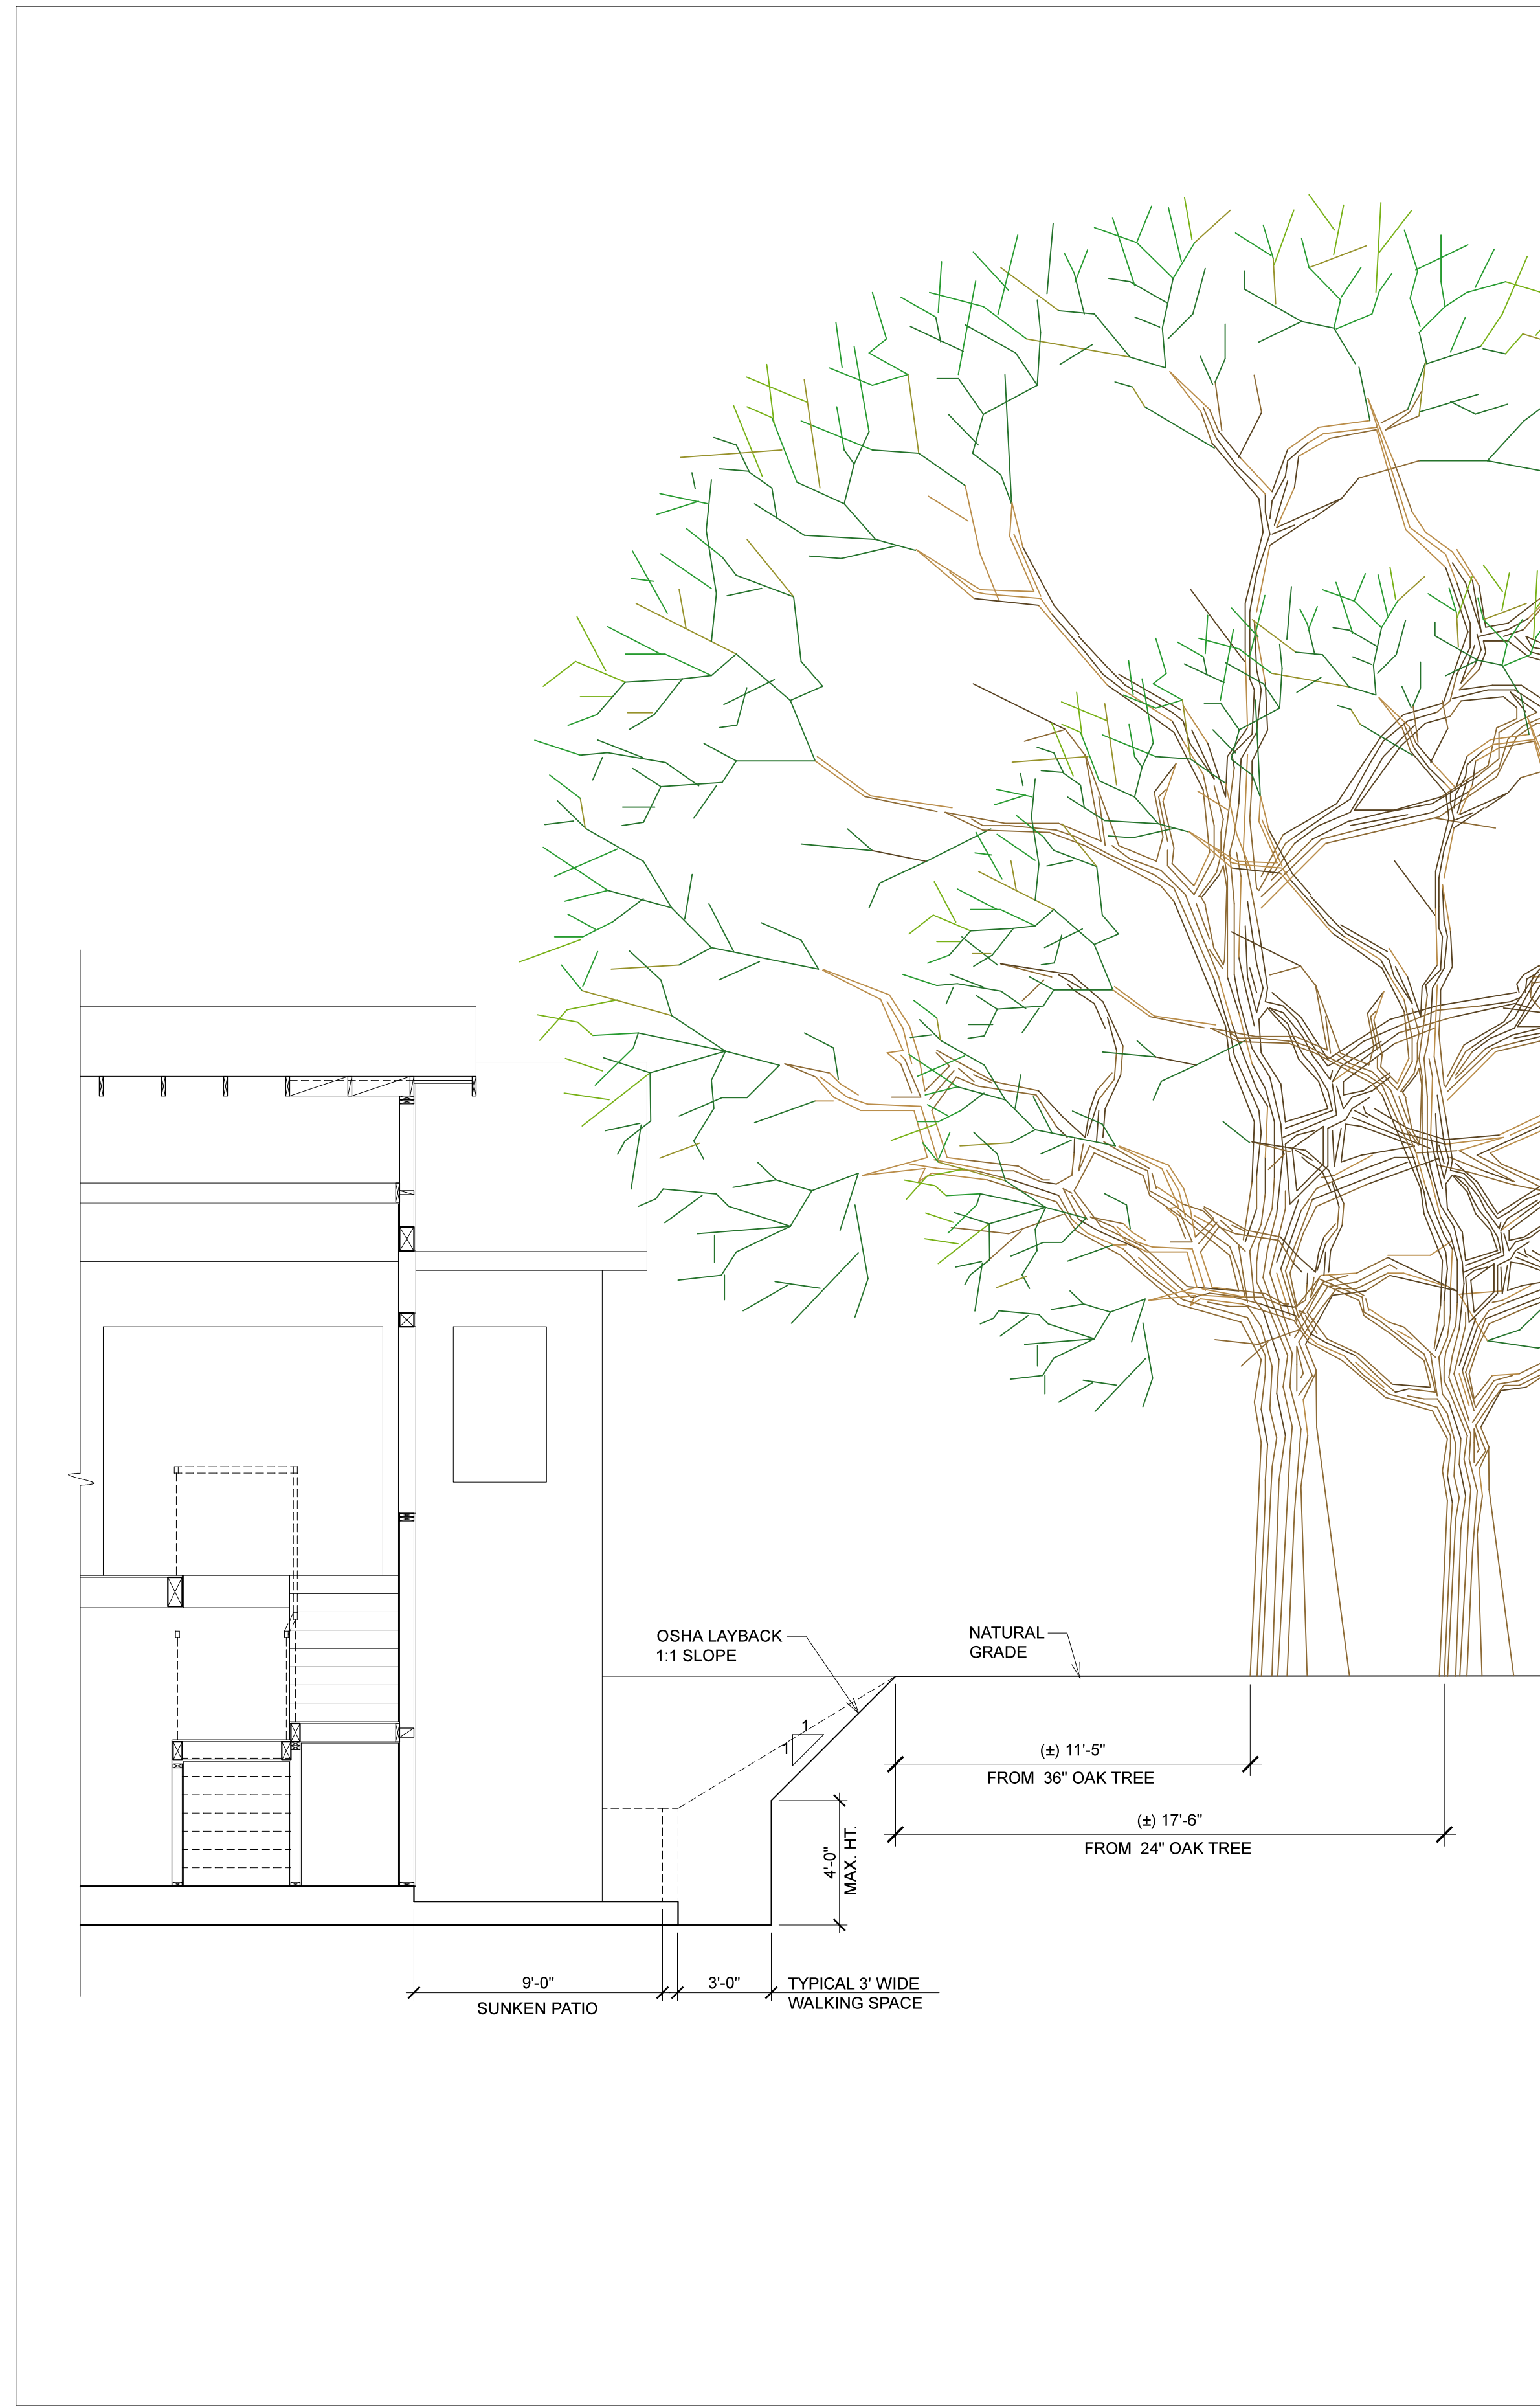 OSHA LAYBACK
1:1 SLOPE
NATURAL
GRADE
1
1
(±) 11'-5"
FROM 36" OAK TREE
(±) 17'-6"
FROM 24" OAK TREE
4'-0"
MAX. HT.
9'-0"
SUNKEN PATIO
3'-0"
TYPICAL 3' WIDE
WALKING SPACE